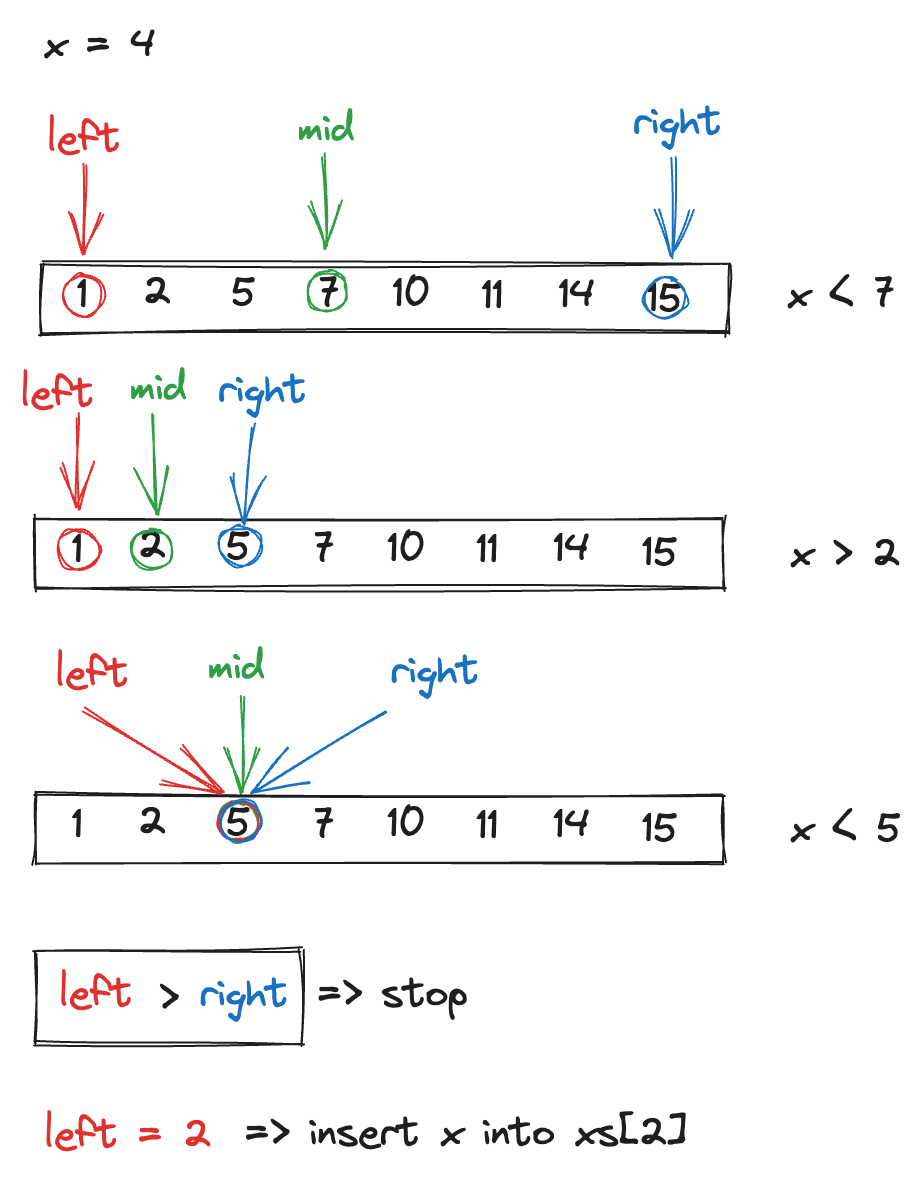 x = 4
left mid right
1 2 5 7 10 11 14 15 x < 7
left mid right
1 2 5 7 10 11 14 15 x > 2
left mid right
1 2 5 7 10 11 14 15 x < 5
left > right => stop
left = 2 => insert x into xs[2]